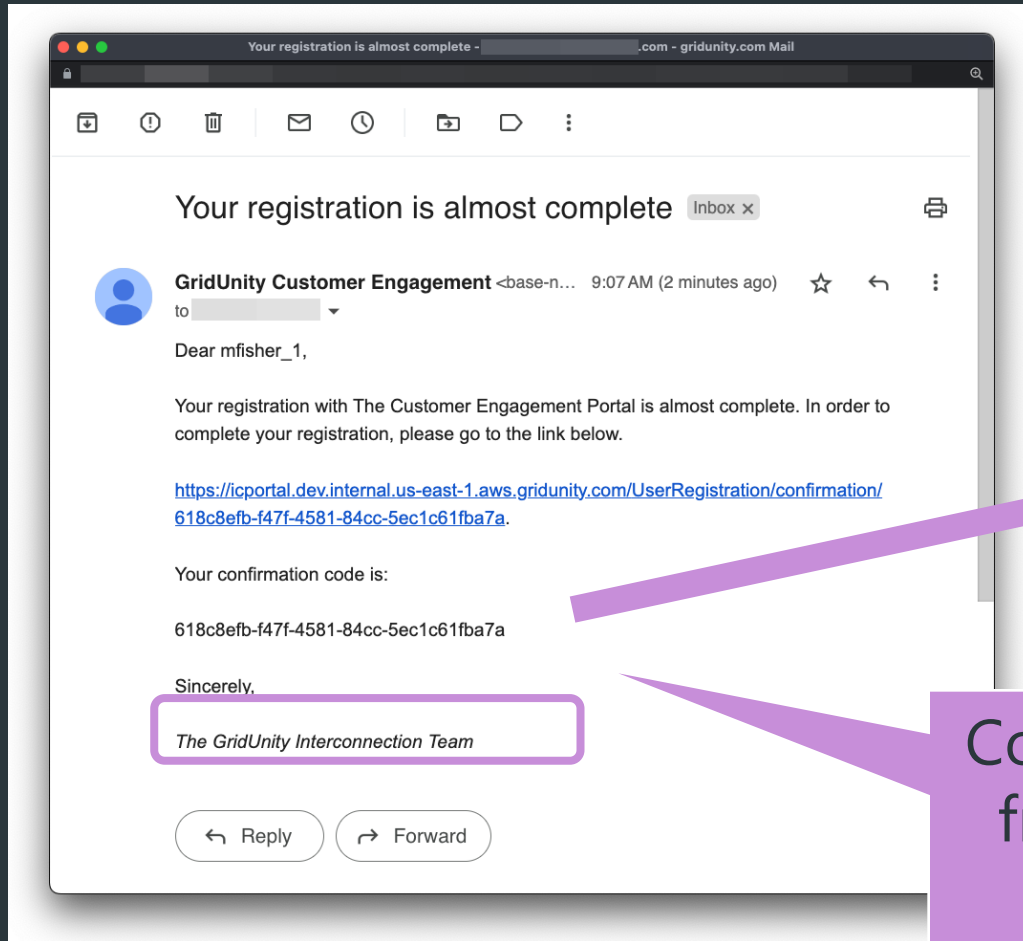 Your registration is almost complete - .com - gridunity.com Mail
Your registration is almost complete Inbox ×
GridUnity Customer Engagement <base-n... 9:07 AM (2 minutes ago)
to
Dear mfisher_1,
Your registration with The Customer Engagement Portal is almost complete. In order to
complete your registration, please go to the link below.
https://icportal.dev.internal.us-east-1.aws.gridunity.com/UserRegistration/confirmation/
618c8efb-f47f-4581-84cc-5ec1c61fba7a.
Your confirmation code is:
618c8efb-f47f-4581-84cc-5ec1c61fba7a
Sincerely,
The GridUnity Interconnection Team
Reply Forward